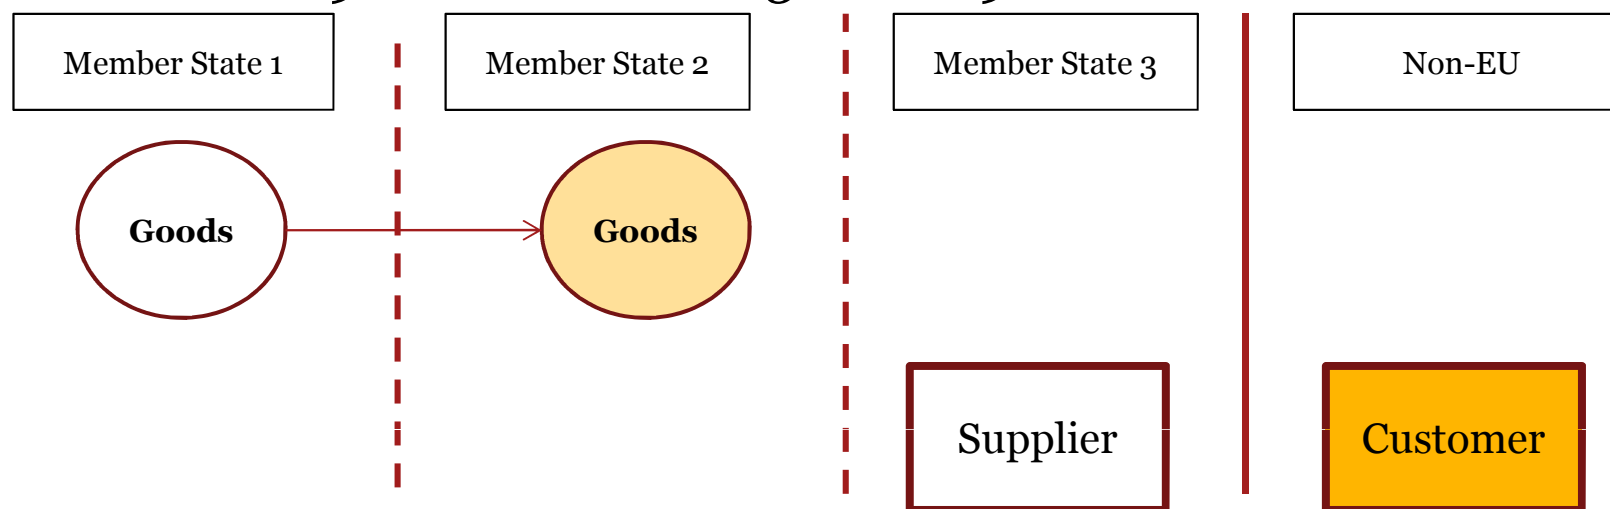 Member State 1
Member State 2
Member State 3
Non-EU
Goods
Goods
Supplier
Customer